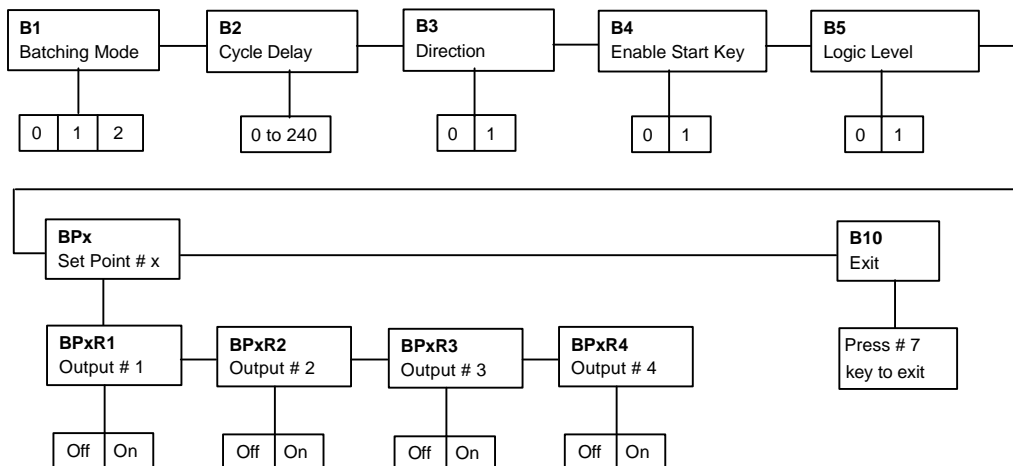 B1
Batching Mode
B2
Cycle Delay
B3
Direction
B4
Enable Start Key
B5
Logic Level
0 1 2
0 to 240
0 1
0 1
0 1
BPx
Set Point # x
B10
Exit
BPxR1
Output # 1
BPxR2
Output # 2
BPxR3
Output # 3
BPxR4
Output # 4
Press # 7
key to exit
Off On
Off On
Off On
Off On